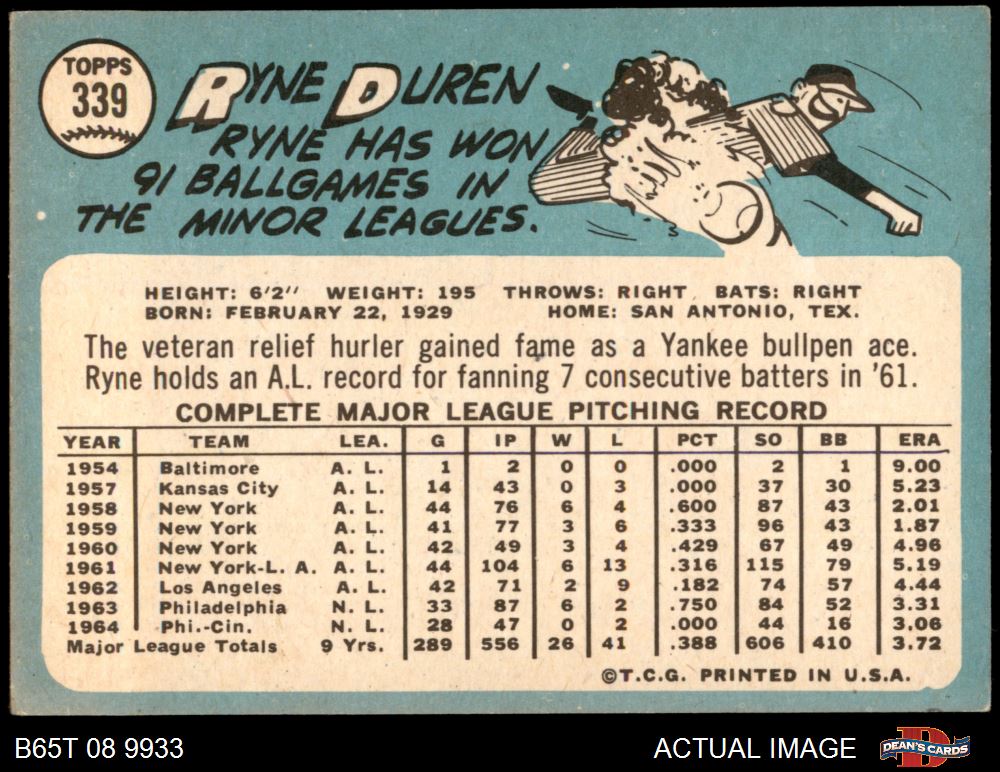 TOPPS
339
RYNE DUREN
RYNE HAS WON
91 BALLGAMES IN
THE MINOR LEAGUES.
HEIGHT: 6'2" WEIGHT: 195 THROWS: RIGHT BATS: RIGHT
BORN: FEBRUARY 22, 1929 HOME: SAN ANTONIO, TEX.
The veteran relief hurler gained fame as a Yankee bullpen ace.
Ryne holds an A.L. record for fanning 7 consecutive batters in '61.
COMPLETE MAJOR LEAGUE PITCHING RECORD
YEAR TEAM LEA. G IP W L PCT SO BB ERA
1954 Baltimore A. L. 1 2 0 0 .000 2 1 9.00
1957 Kansas City A. L. 14 43 0 3 .000 37 30 5.23
1958 New York A. L. 44 76 6 4 .600 87 43 2.01
1959 New York A. L. 41 77 3 6 .333 96 43 1.87
1960 New York A. L. 42 49 3 4 .429 67 49 4.96
1961 New York-L. A. A. L. 44 104 6 13 .316 115 79 5.19
1962 Los Angeles A. L. 42 71 2 9 .182 74 57 4.44
1963 Philadelphia N. L. 33 87 6 2 .750 84 52 3.31
1964 Phi.-Cin. N. L. 28 47 0 2 .000 44 16 3.06
Major League Totals 9 Yrs. 289 556 26 41 .388 606 410 3.72
©T.C.G. PRINTED IN U.S.A.
B65T 08 9933 ACTUAL IMAGE DEAN'S CARDS